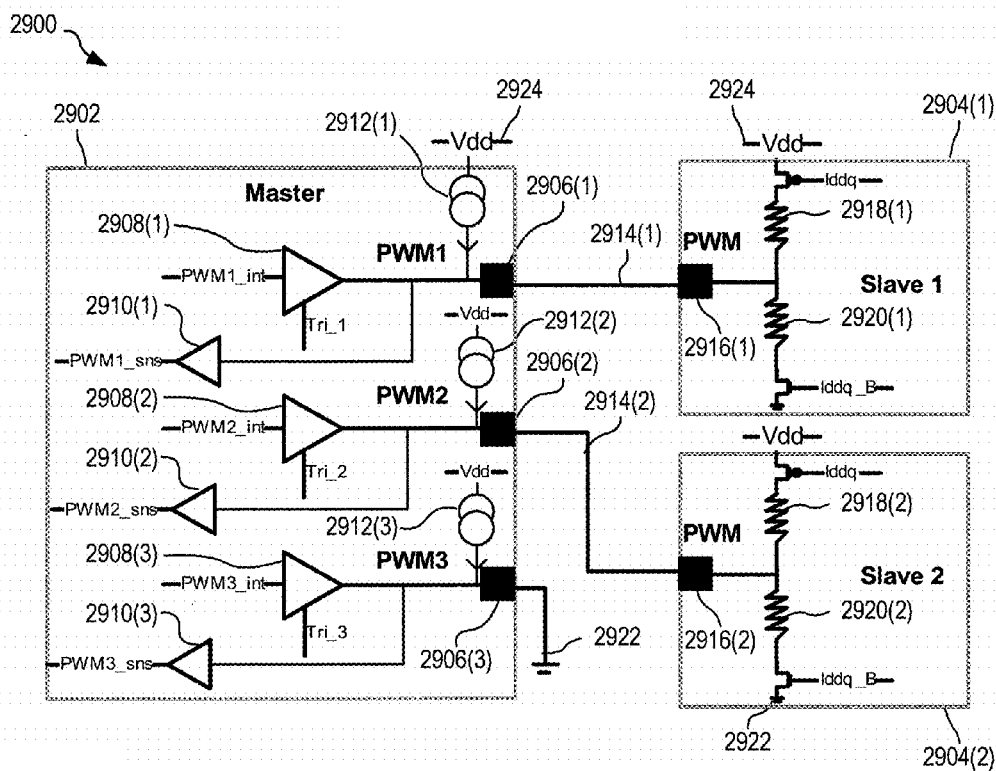 2900
2902
2912(1)
2924
Vdd
2924
Vdd
2904(1)
Master
2906(1)
Iddq
2908(1)
PWM1
2914(1)
PWM
2918(1)
PWM1_int
Slave 1
2910(1)
Tri_1
Vdd
2912(2)
2916(1)
2920(1)
PWM1_sns
2906(2)
2908(2)
PWM2
2914(2)
Iddq_B
PWM2_int
Vdd
2910(2)
Tri_2
Vdd
Iddq
PWM2_sns
2912(3)
2918(2)
2908(3)
PWM3
PWM
PWM3_int
Slave 2
2910(3)
Tri_3
2916(2)
2920(2)
PWM3_sns
2906(3)
2922
Iddq_B
2922
2904(2)